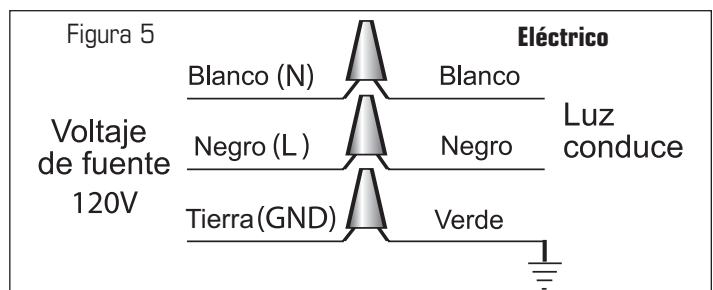 Figura 5
Eléctrico
Blanco (N)
Blanco
Voltaje
de fuente
120V
Negro (L)
Negro
Luz
conduce
Tierra (GND)
Verde